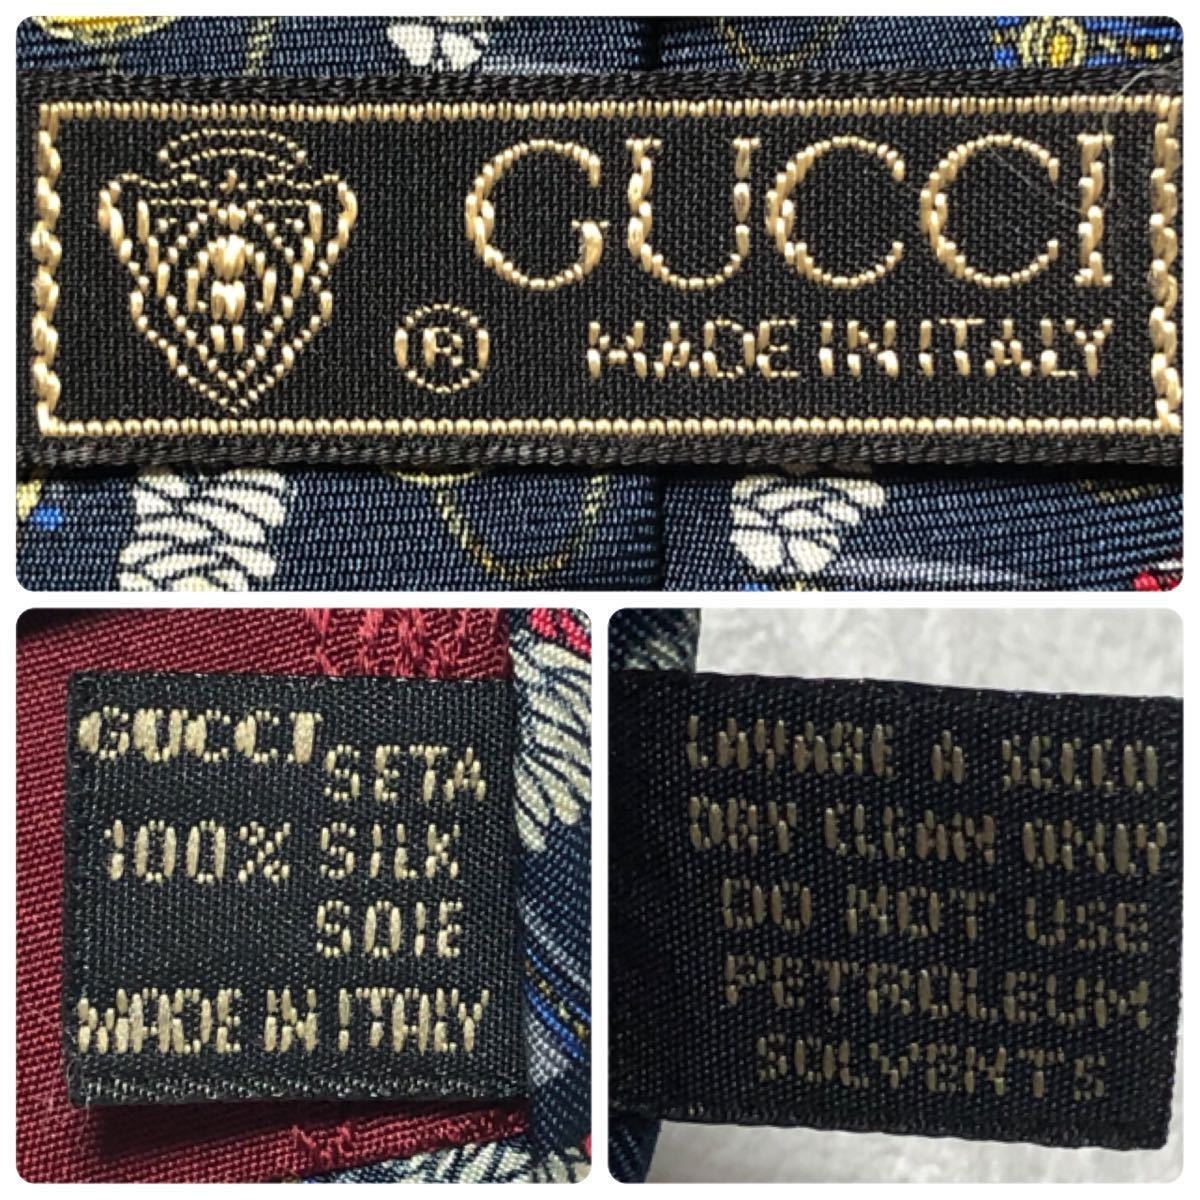 GUCCI
® MADE IN ITALY
GUCCI SETA
100% SILK
SOIE
MADE IN ITALY
LAVARE A SECCO
DRY CLEAN ONLY
DO NOT USE
PETROLEUM
SOLVENTS